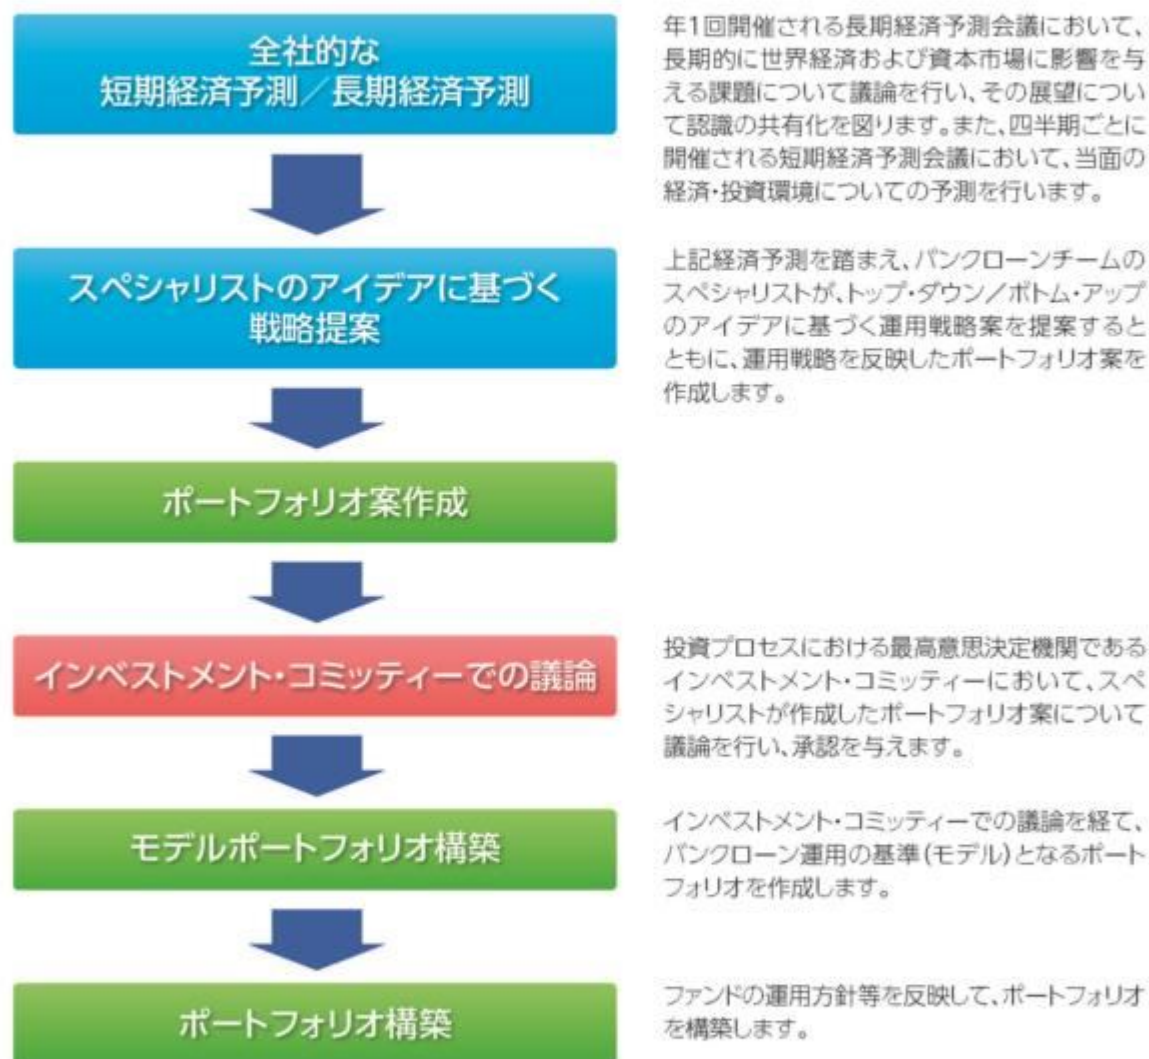 全社的な
短期経済予測／長期経済予測
年1回開催される長期経済予測会議において、
長期的に世界経済および資本市場に影響を与
える課題について議論を行い、その展望につい
て認識の共有化を図ります。また、四半期ごとに
開催される短期経済予測会議において、当面の
経済・投資環境についての予測を行います。
スペシャリストのアイデアに基づく
戦略提案
上記経済予測を踏まえ、バンクローンチームの
スペシャリストが、トップ・ダウン／ボトム・アップ
のアイデアに基づく運用戦略案を提案すると
ともに、運用戦略を反映したポートフォリオ案を
作成します。
ポートフォリオ案作成
インベストメント・コミッティーでの議論
投資プロセスにおける最高意思決定機関である
インベストメント・コミッティーにおいて、スペ
シャリストが作成したポートフォリオ案について
議論を行い、承認を与えます。
モデルポートフォリオ構築
インベストメント・コミッティーでの議論を経て、
バンクローン運用の基準（モデル）となるポート
フォリオを作成します。
ポートフォリオ構築
ファンドの運用方針等を反映して、ポートフォリオ
を構築します。